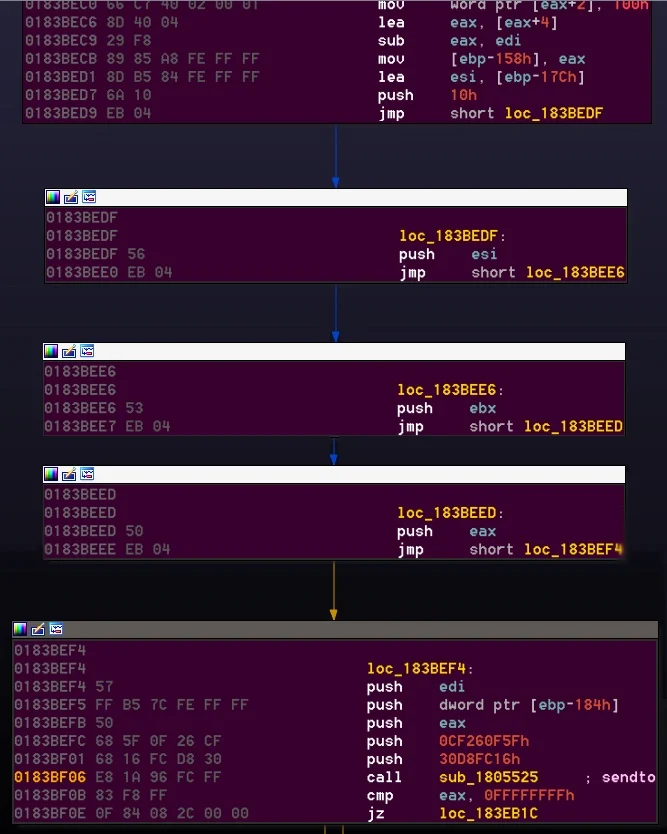 0183BEC0 66 C7 40 02 00 01 mov word ptr [eax+2], 100h
0183BEC6 8D 40 04 lea eax, [eax+4]
0183BEC9 29 F8 sub eax, edi
0183BECB 89 85 A8 FE FF FF mov [ebp-158h], eax
0183BED1 8D B5 84 FE FF FF lea esi, [ebp-17Ch]
0183BED7 6A 10 push 10h
0183BED9 EB 04 jmp short loc_183BEDF
0183BEDF
0183BEDF loc_183BEDF:
0183BEDF 56 push esi
0183BEE0 EB 04 jmp short loc_183BEE6
0183BEE6
0183BEE6 loc_183BEE6:
0183BEE6 53 push ebx
0183BEE7 EB 04 jmp short loc_183BEED
0183BEED
0183BEED loc_183BEED:
0183BEED 50 push eax
0183BEEE EB 04 jmp short loc_183BEF4
0183BEF4
0183BEF4 loc_183BEF4:
0183BEF4 57 push edi
0183BEF5 FF B5 7C FE FF FF push dword ptr [ebp-184h]
0183BEFB 50 push eax
0183BEFC 68 5F 0F 26 CF push 0CF260F5Fh
0183BF01 68 16 FC D8 30 push 30D8FC16h
0183BF06 E8 1A 96 FC FF call sub_1805525 ; sendto
0183BF0B 83 F8 FF cmp eax, 0FFFFFFFFh
0183BF0E 0F 84 08 2C 00 00 jz loc_183EB1C